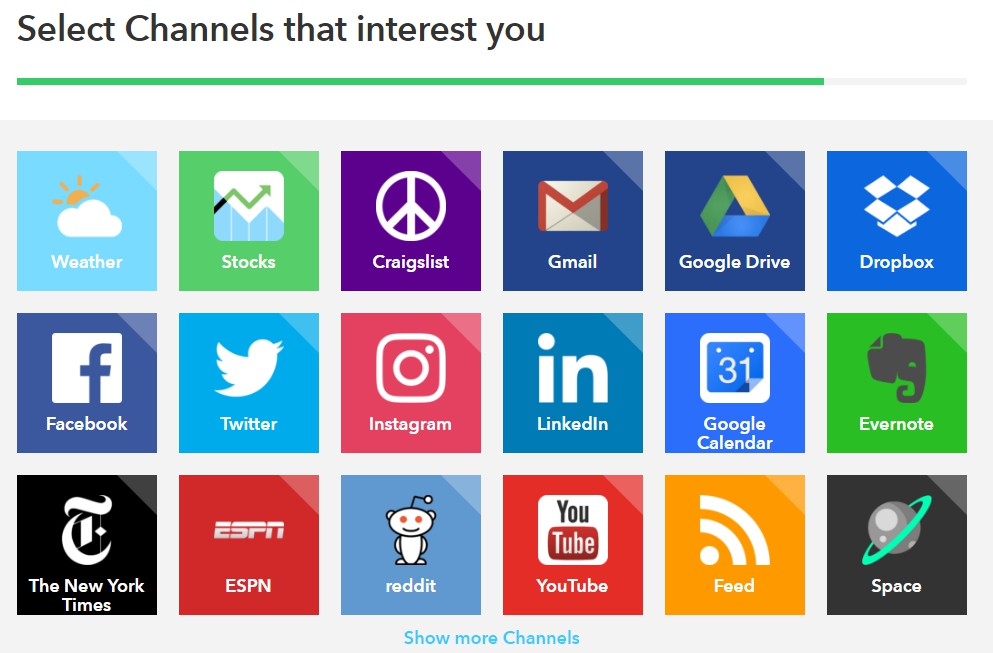 Select Channels that interest you
Weather
Stocks
Craigslist
Gmail
Google Drive
Dropbox
f
in
31
Facebook
Twitter
Instagram
LinkedIn
Google
Calendar
Evernote
T
ESPN
You
Tube
The New York
Times
ESPN
reddit
YouTube
Feed
Space
Show more Channels